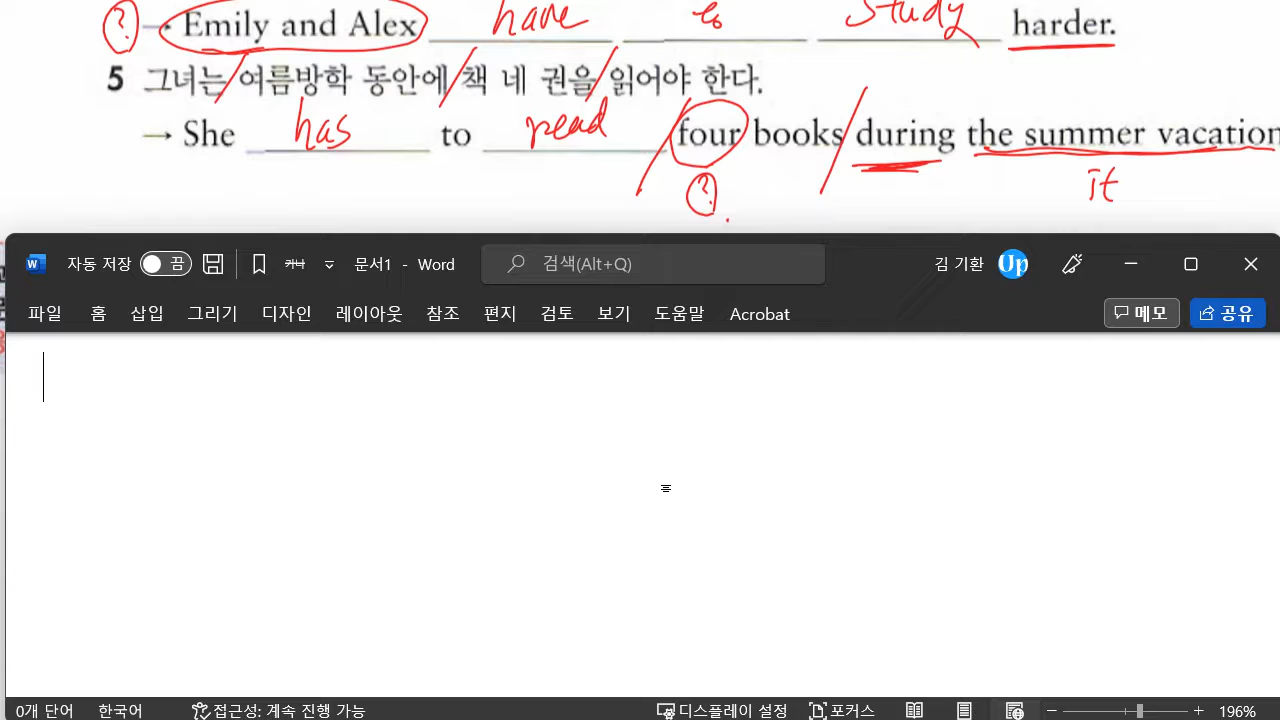 ? → Emily and Alex have to study harder.
5 그녀는 / 여름방학 동안에 / 책 네 권을 / 읽어야 한다.
→ She has to read / four books / during the summer vacation
? it
자동 저장 끔 가나 문서1 - Word 검색(Alt+Q) 김 기환 Up
파일 홈 삽입 그리기 디자인 레이아웃 참조 편지 검토 보기 도움말 Acrobat 메모 공유
0개 단어 한국어 접근성: 계속 진행 가능 디스플레이 설정 포커스 196%